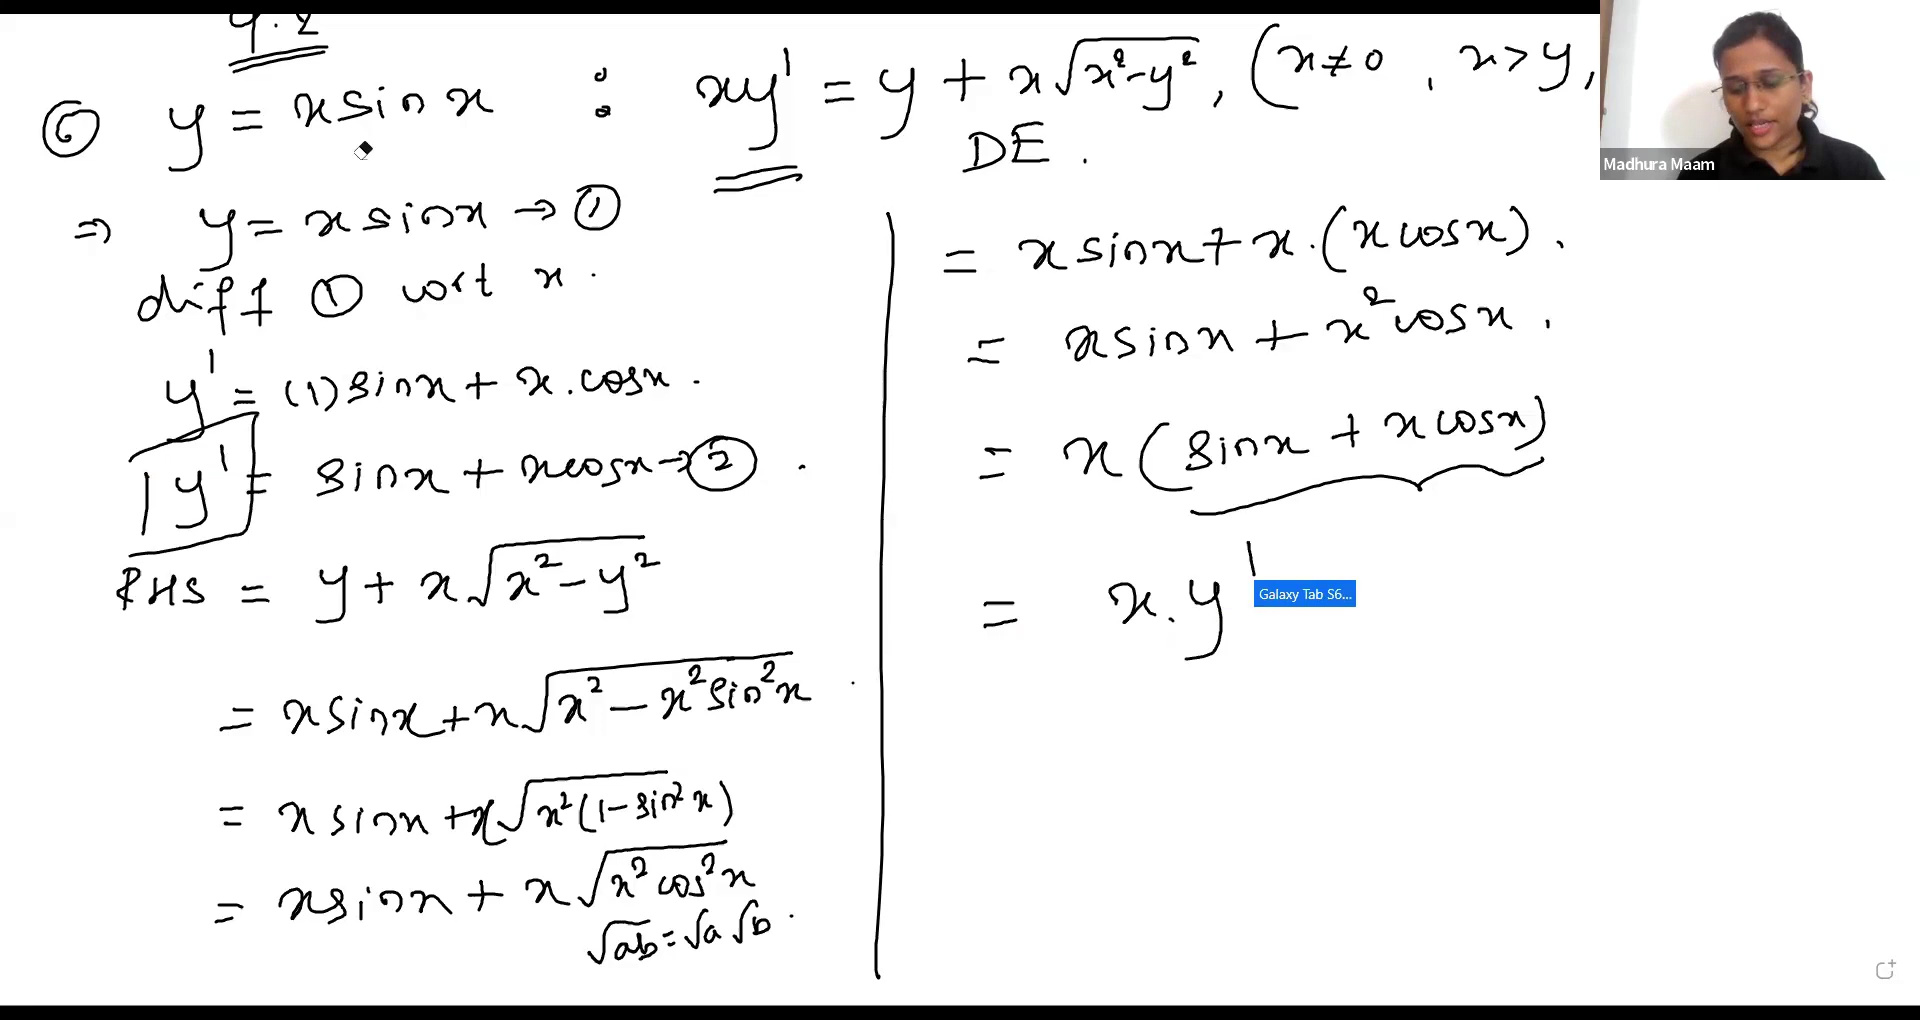 9.2
⑥ y = x sin x : xy' = y + x√(x²-y²), (x≠0 , x>y,
DE .
Madhura Maam
⇒ y = x sin x → ①
diff ① wrt x .
y' = (1) sin x + x . cos x .
y' = sin x + x cos x → ② .
RHS = y + x√(x² - y²)
= x sin x + x√(x² - x² sin² x)
= x sin x + x√(x²(1 - sin² x))
= x sin x + x√(x² cos² x)
√ab = √a √b .
= x sin x + x . (x cos x) .
= x sin x + x² cos x .
= x (sin x + x cos x)
= x . y'
Galaxy Tab S6...